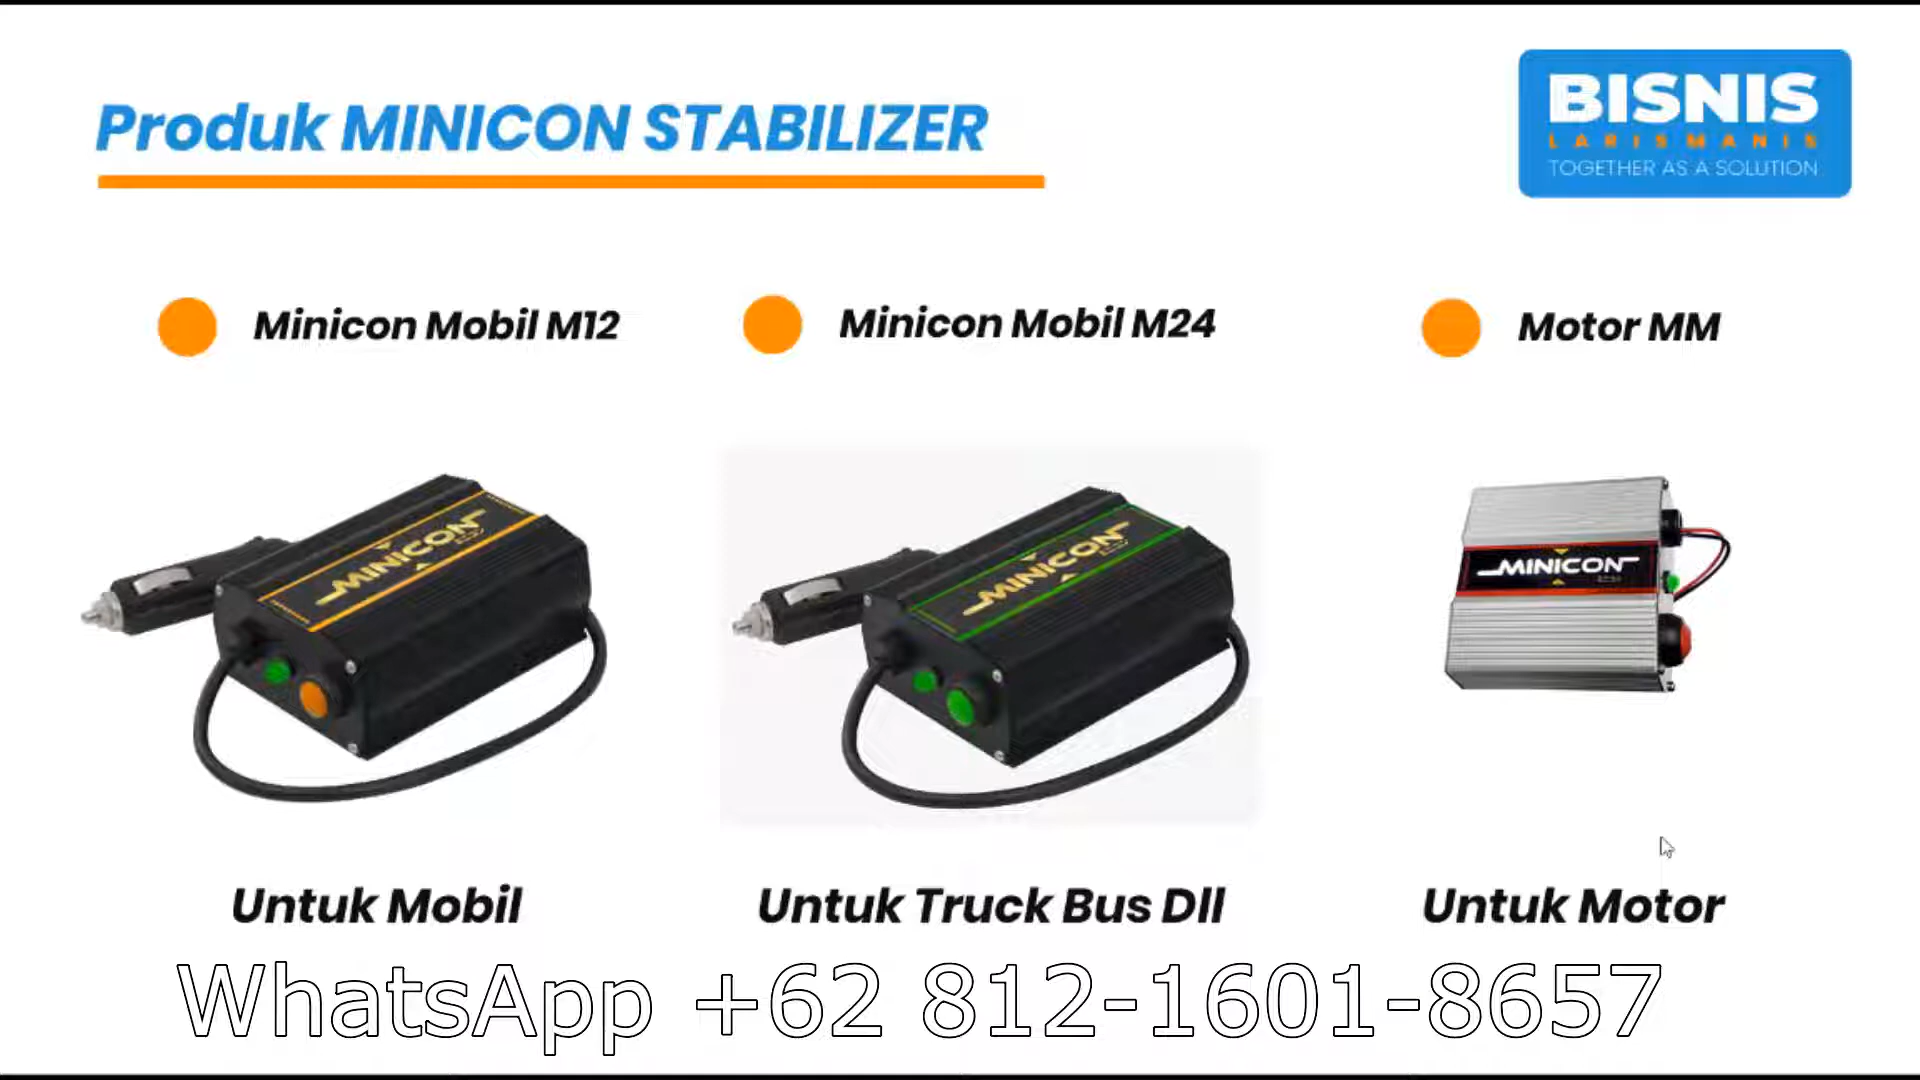 Produk MINICON STABILIZER
BISNIS
LARISMANIS
TOGETHER AS A SOLUTION
Minicon Mobil M12
Minicon Mobil M24
Motor MM
MINICON
MINICON
MINICON
Untuk Mobil
Untuk Truck Bus Dll
Untuk Motor
WhatsApp +62 812-1601-8657